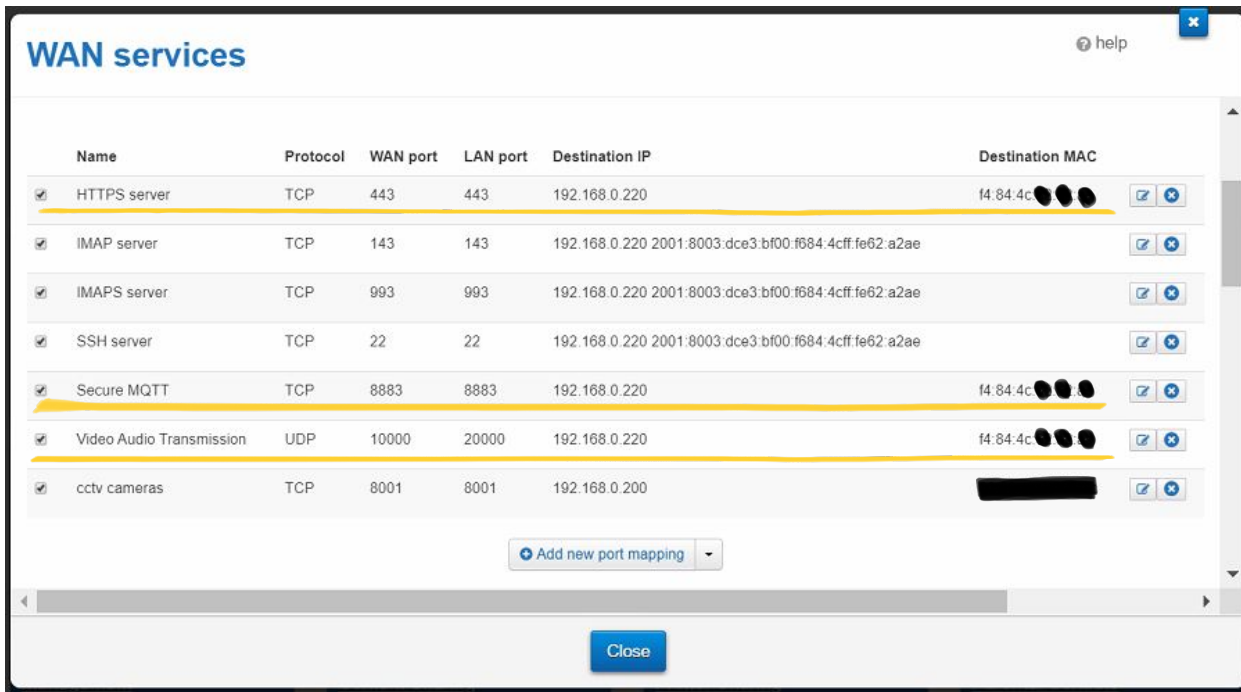 WAN services
help
Name Protocol WAN port LAN port Destination IP Destination MAC
HTTPS server TCP 443 443 192.168.0.220 f4:84:4c:
IMAP server TCP 143 143 192.168.0.220 2001:8003:dce3:bf00:f684:4cff:fe62:a2ae
IMAPS server TCP 993 993 192.168.0.220 2001:8003:dce3:bf00:f684:4cff:fe62:a2ae
SSH server TCP 22 22 192.168.0.220 2001:8003:dce3:bf00:f684:4cff:fe62:a2ae
Secure MQTT TCP 8883 8883 192.168.0.220 f4:84:4c:
Video Audio Transmission UDP 10000 20000 192.168.0.220 f4:84:4c:
cctv cameras TCP 8001 8001 192.168.0.200
Add new port mapping
Close